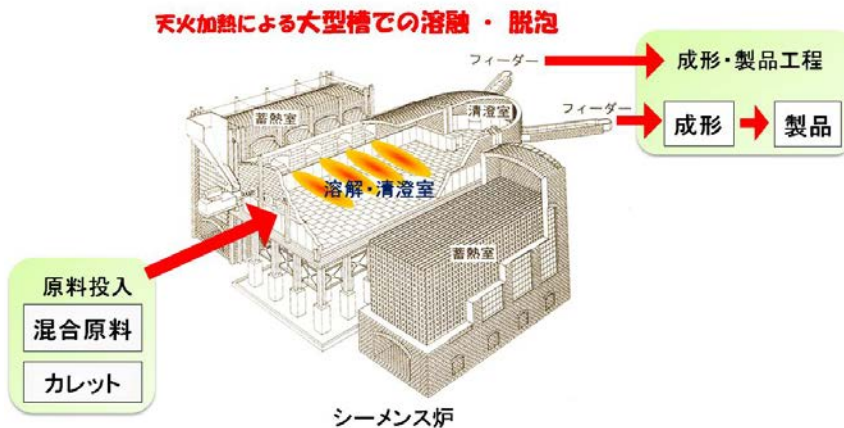 天火加熱による大型槽での溶融・脱泡
フィーダー
成形・製品工程
フィーダー
成形
製品
蓄熱室
清澄室
溶解・清澄室
蓄熱室
原料投入
混合原料
カレット
シーメンス炉